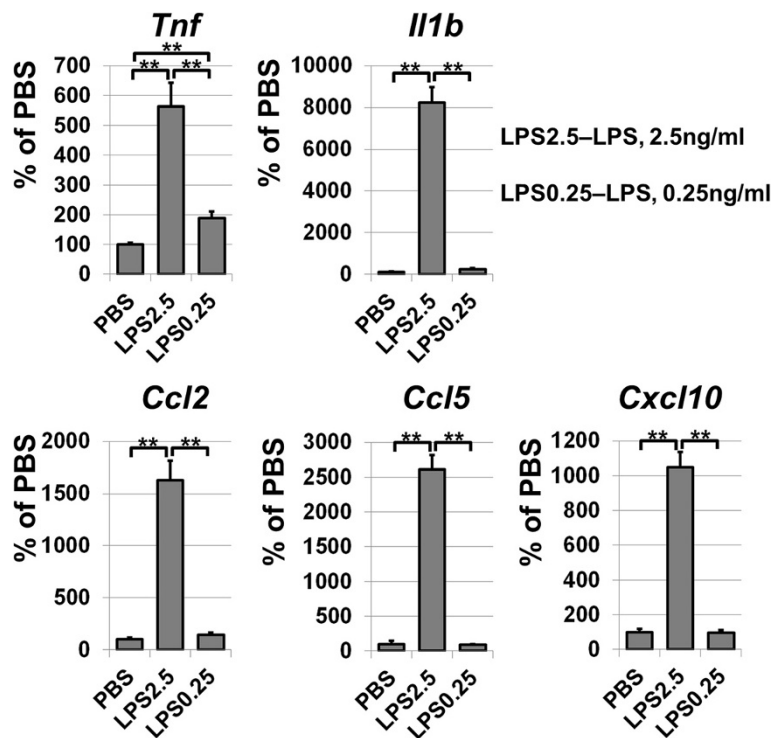 Tnf
% of PBS
700
600
500
400
300
200
100
0
**
**
**
PBS
LPS2.5
LPS0.25
Il1b
% of PBS
10000
8000
6000
4000
2000
0
**
**
PBS
LPS2.5
LPS0.25
LPS2.5–LPS, 2.5ng/ml
LPS0.25–LPS, 0.25ng/ml
Ccl2
% of PBS
2000
1500
1000
500
0
**
**
PBS
LPS2.5
LPS0.25
Ccl5
% of PBS
3000
2500
2000
1500
1000
500
0
**
**
PBS
LPS2.5
LPS0.25
Cxcl10
% of PBS
1200
1000
800
600
400
200
0
**
**
PBS
LPS2.5
LPS0.25